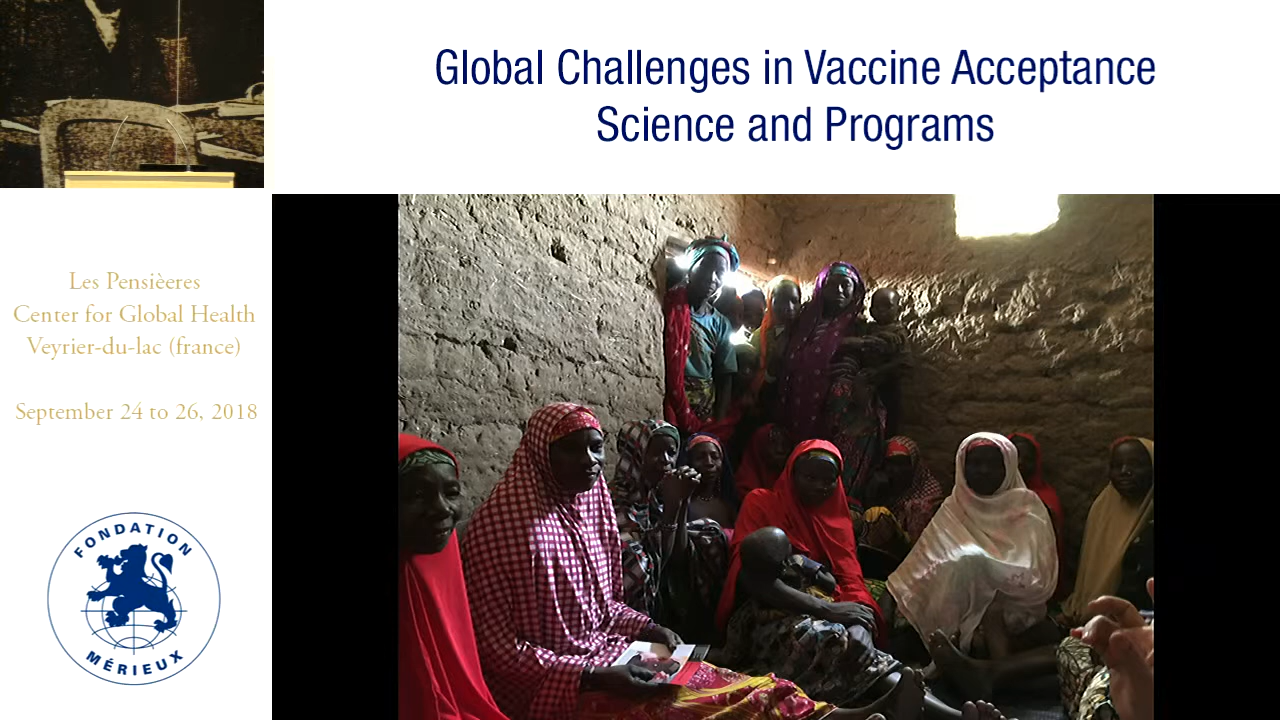 Global Challenges in Vaccine Acceptance
Science and Programs
Les Pensièeres
Center for Global Health
Veyrier-du-lac (france)
September 24 to 26, 2018
FONDATION
MÉRIEUX